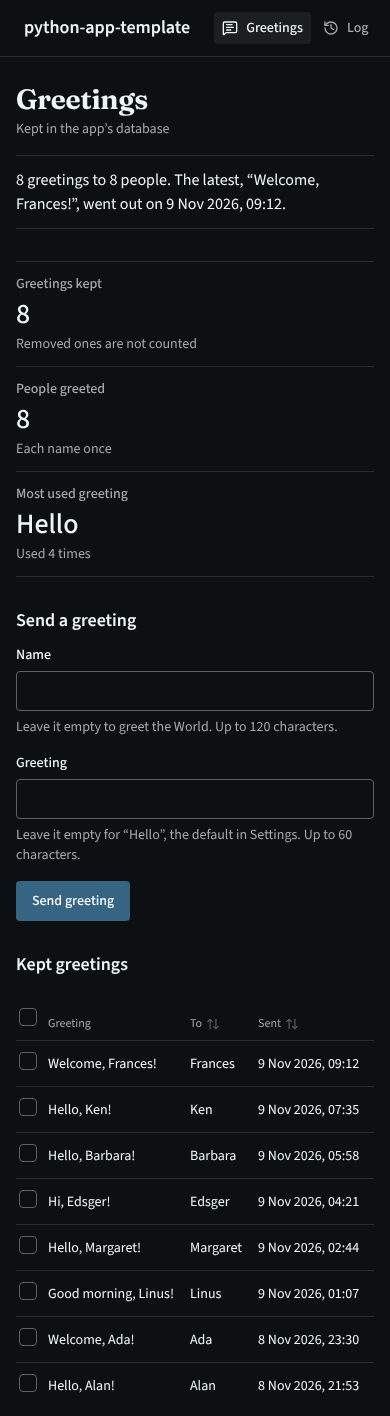 python-app-template
Greetings
Log
Greetings
Kept in the app's database
8 greetings to 8 people. The latest, “Welcome,
Frances!”, went out on 9 Nov 2026, 09:12.
Greetings kept
8
Removed ones are not counted
People greeted
8
Each name once
Most used greeting
Hello
Used 4 times
Send a greeting
Name
Leave it empty to greet the World. Up to 120 characters.
Greeting
Leave it empty for “Hello”, the default in Settings. Up to 60
characters.
Send greeting
Kept greetings
Greeting To Sent
Welcome, Frances! Frances 9 Nov 2026, 09:12
Hello, Ken! Ken 9 Nov 2026, 07:35
Hello, Barbara! Barbara 9 Nov 2026, 05:58
Hi, Edsger! Edsger 9 Nov 2026, 04:21
Hello, Margaret! Margaret 9 Nov 2026, 02:44
Good morning, Linus! Linus 9 Nov 2026, 01:07
Welcome, Ada! Ada 8 Nov 2026, 23:30
Hello, Alan! Alan 8 Nov 2026, 21:53